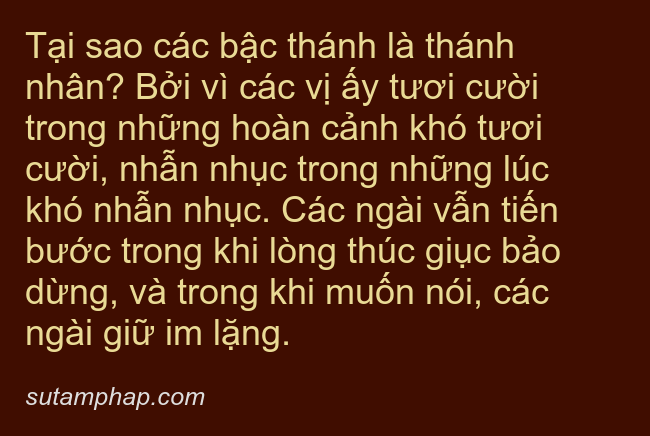 Tại sao các bậc thánh là thánh
nhân? Bởi vì các vị ấy tươi cười
trong những hoàn cảnh khó tươi
cười, nhẫn nhục trong những lúc
khó nhẫn nhục. Các ngài vẫn tiến
bước trong khi lòng thúc giục bảo
dừng, và trong khi muốn nói, các
ngài giữ im lặng.
sutamphap.com